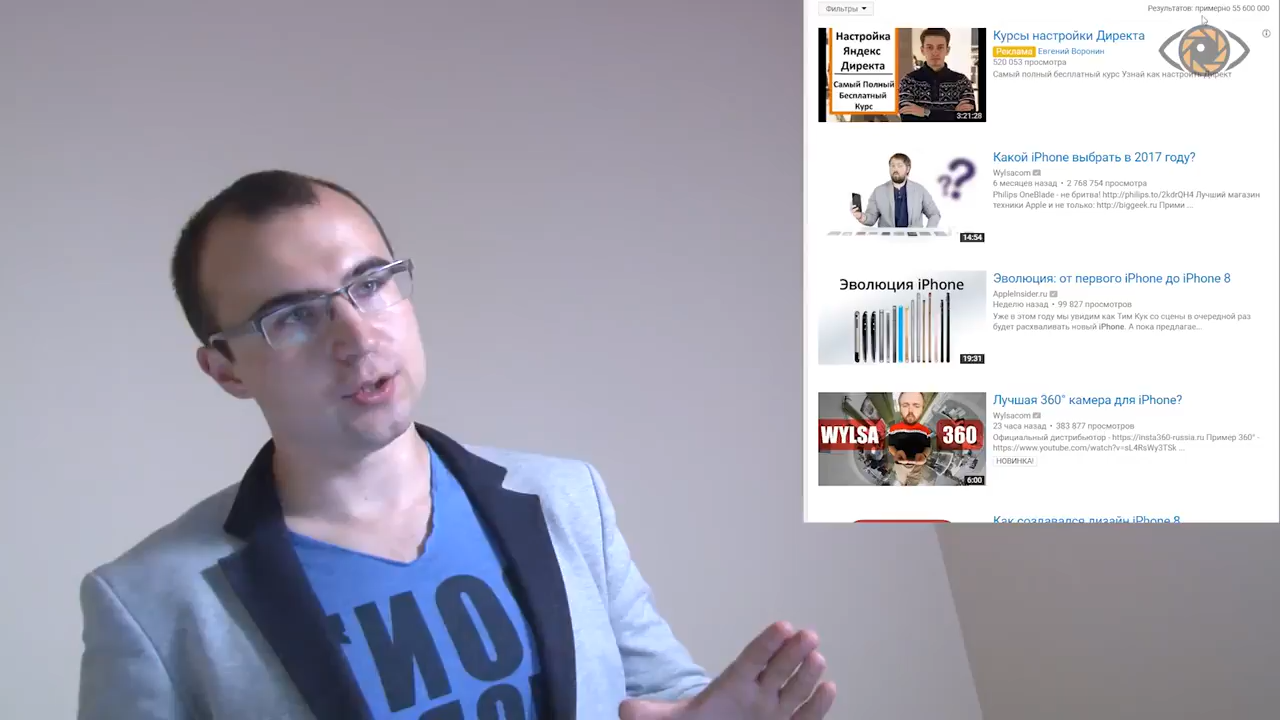 Фильтры
Результатов: примерно 55 600 000
Настройка
Яндекс
Директа
Самый Полный
Бесплатный
Курс
3:21:28
Курсы настройки Директа
Реклама Евгений Воронин
520 053 просмотра
Самый полный бесплатный курс Узнай как настроить Директ
??
14:54
Какой iPhone выбрать в 2017 году?
Wylsacom
6 месяцев назад • 2 768 754 просмотра
Philips OneBlade - не бритва! http://philips.to/2kdrQH4 Лучший магазин
техники Apple и не только: http://biggeek.ru Прими ...
Эволюция iPhone
19:31
Эволюция: от первого iPhone до iPhone 8
AppleInsider.ru
Неделю назад • 99 827 просмотров
Уже в этом году мы увидим как Тим Кук со сцены в очередной раз
будет расхваливать новый iPhone. А пока предлагае...
WYLSA 360
6:00
Лучшая 360° камера для iPhone?
Wylsacom
23 часа назад • 383 877 просмотров
Официальный дистрибьютор - https://insta360-russia.ru Пример 360° -
https://www.youtube.com/watch?v=sL4RsWy3TSk ...
НОВИНКА!
Как создавался дизайн iPhone 8